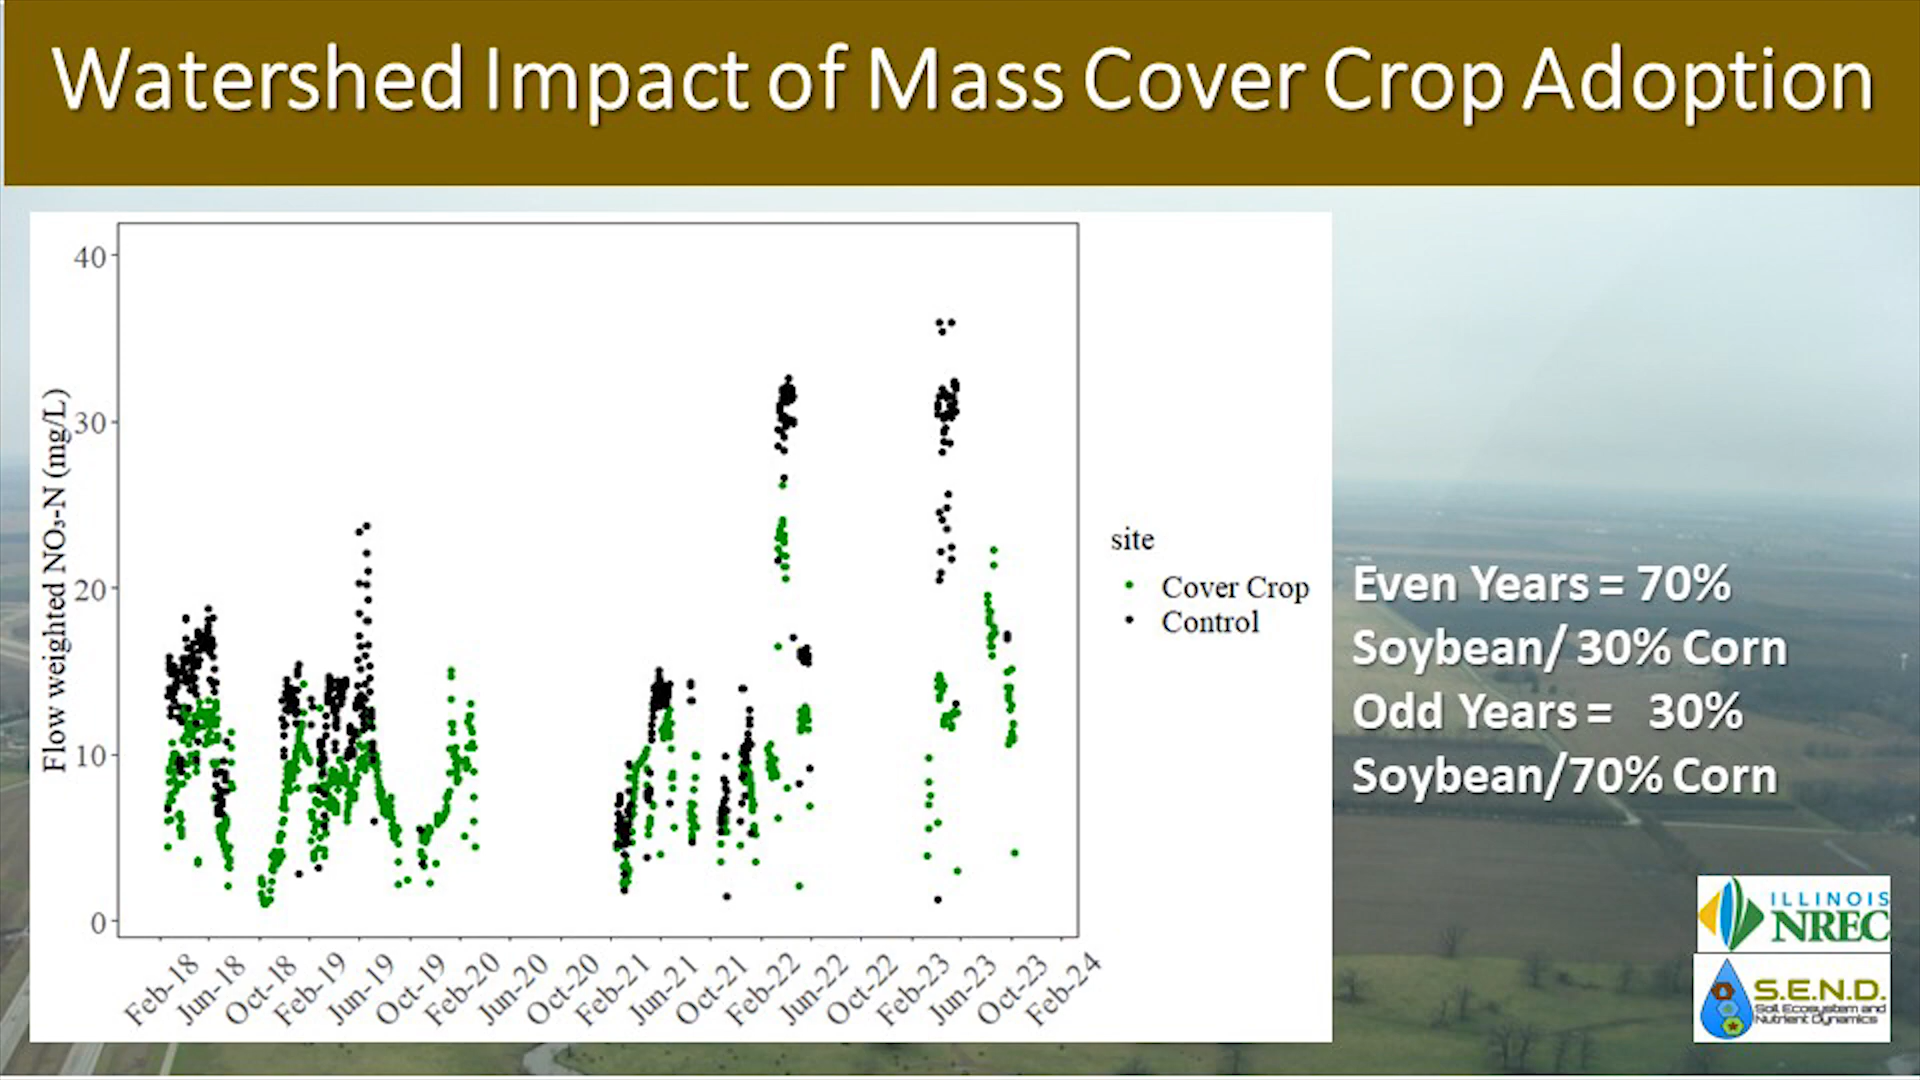 Watershed Impact of Mass Cover Crop Adoption
40
30
20
10
0
Flow weighted NO₃-N (mg/L)
Feb-18
Jun-18
Oct-18
Feb-19
Jun-19
Oct-19
Feb-20
Jun-20
Oct-20
Feb-21
Jun-21
Oct-21
Feb-22
Jun-22
Oct-22
Feb-23
Jun-23
Oct-23
Feb-24
site
Cover Crop
Control
Even Years = 70%
Soybean/ 30% Corn
Odd Years = 30%
Soybean/70% Corn
ILLINOIS
NREC
S.E.N.D.
Soil Ecosystem and
Nutrient Dynamics